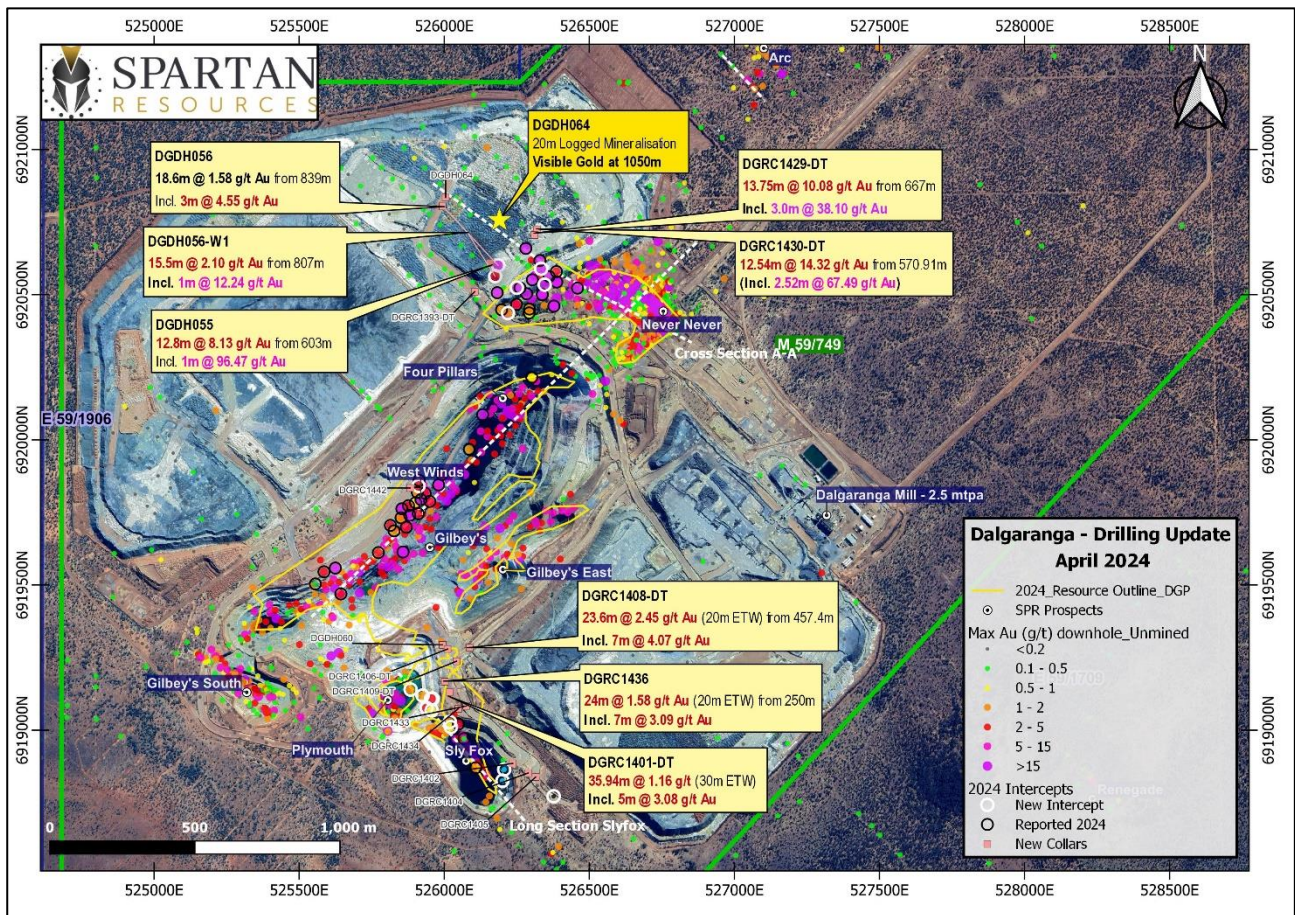 525000E 525500E 526000E 526500E 527000E 527500E 528000E 528500E
SPARTAN
RESOURCES
Arc
N
6921000N
6920500N
6920000N
6919500N
6919000N
6921000N
6920500N
6920000N
6919500N
6919000N
DGDH064
20m Logged Mineralisation
Visible Gold at 1050m
DGDH056
18.6m @ 1.58 g/t Au from 839m
Incl. 3m @ 4.55 g/t Au
DGDH064
DGRC1429-DT
13.75m @ 10.08 g/t Au from 667m
Incl. 3.0m @ 38.10 g/t Au
DGDH056-W1
15.5m @ 2.10 g/t Au from 807m
Incl. 1m @ 12.24 g/t Au
DGRC1430-DT
12.54m @ 14.32 g/t Au from 570.91m
(Incl. 2.52m @ 67.49 g/t Au)
DGDH055
12.8m @ 8.13 g/t Au from 603m
Incl. 1m @ 96.47 g/t Au
DGRC1393-DT
Never Never
M 59/749
Cross Section A-A'
Four Pillars
E 59/1906
West Winds
DGRC1442
Dalgaranga Mill - 2.5 mtpa
Gilbey's
Gilbey's East
DGRC1408-DT
23.6m @ 2.45 g/t Au (20m ETW) from 457.4m
Incl. 7m @ 4.07 g/t Au
DGDH060
DGRC1406-DT
DGRC1409-DT
Gilbey's South
DGRC1436
24m @ 1.58 g/t Au (20m ETW) from 250m
Incl. 7m @ 3.09 g/t Au
DGRC1433
DGRC1434
Plymouth
Sly Fox
DGRC1401-DT
35.94m @ 1.16 g/t (30m ETW)
Incl. 5m @ 3.08 g/t Au
DGRC1402
DGRC1404
DGRC1405
Long Section Slyfox
0 500 1,000 m
Dalgaranga - Drilling Update
April 2024
2024_Resource Outline_DGP
SPR Prospects
Max Au (g/t) downhole_Unmined
<0.2
0.1 - 0.5
0.5 - 1
1 - 2
2 - 5
5 - 15
>15
2024 Intercepts
New Intercept
Reported 2024
New Collars
Renegade
525000E 525500E 526000E 526500E 527000E 527500E 528000E 528500E